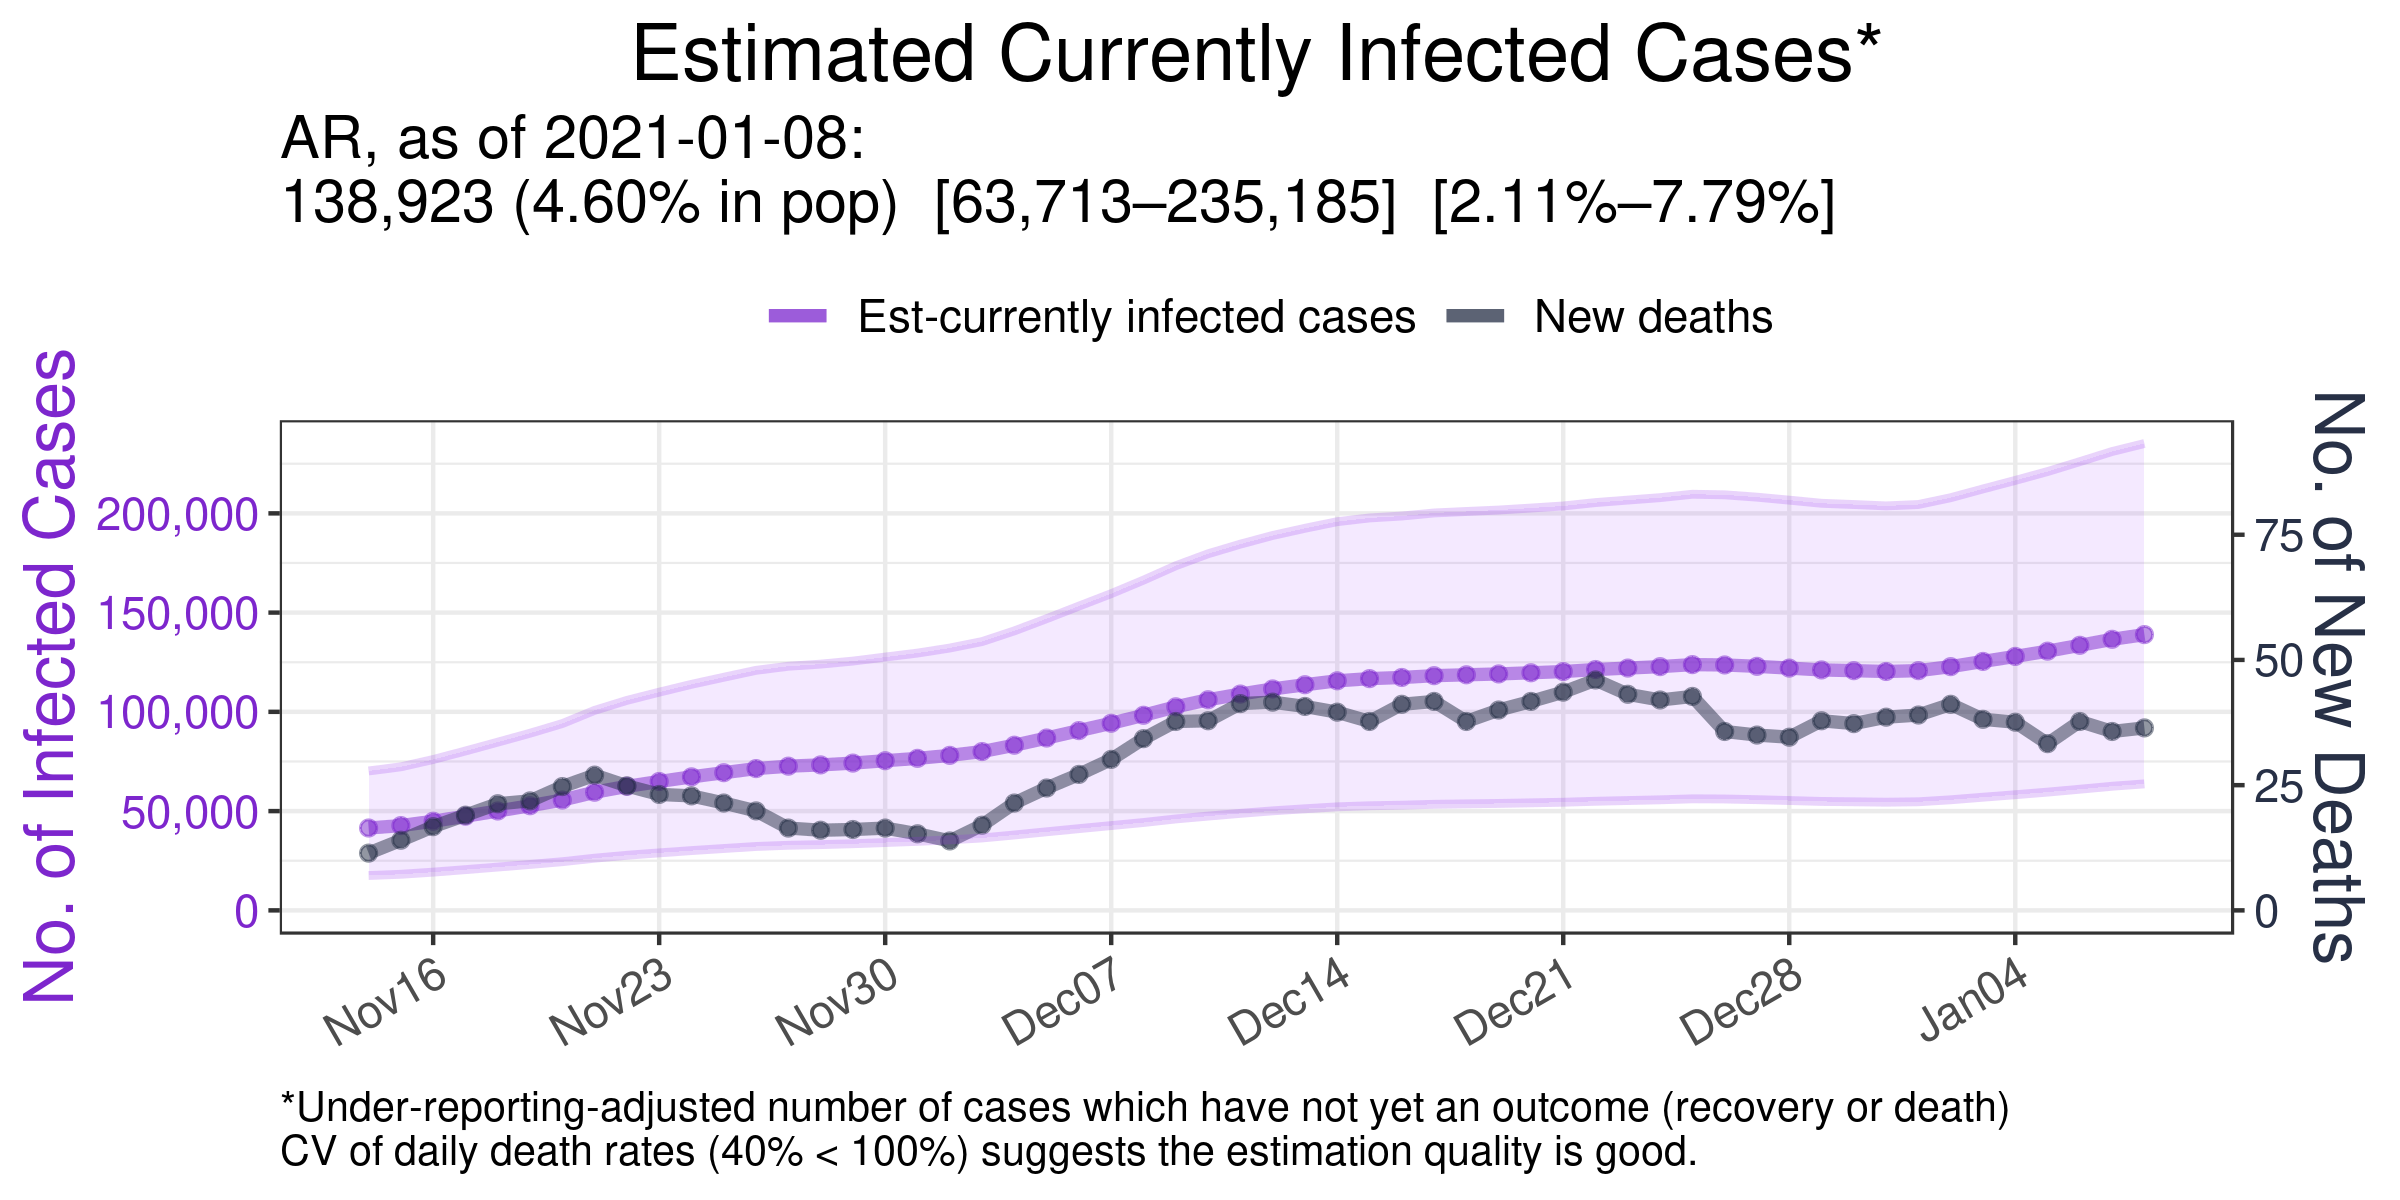 Estimated Currently Infected Cases*
AR, as of 2021-01-08:
138,923 (4.60% in pop)  [63,713–235,185]  [2.11%–7.79%]
Est-currently infected cases
New deaths
No. of Infected Cases
200,000
150,000
100,000
50,000
0
75
50
25
0
No. of New Deaths
Nov16
Nov23
Nov30
Dec07
Dec14
Dec21
Dec28
Jan04
*Under-reporting-adjusted number of cases which have not yet an outcome (recovery or death)
CV of daily death rates (40% < 100%) suggests the estimation quality is good.